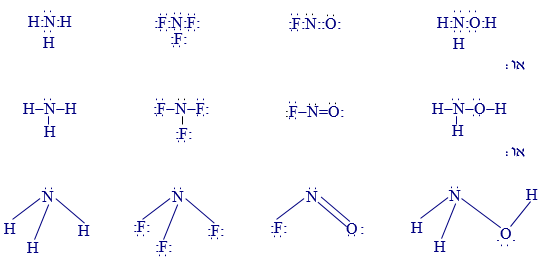 H:N:H :F:N:F: :F:N:O: H:N:O:H
H :F: H
או:
H–N–H :F–N–F: :F–N=O: H–N–O–H
H :F: H
או:
N N N N H
H H H :F: :F: :F: :F: O: H H O